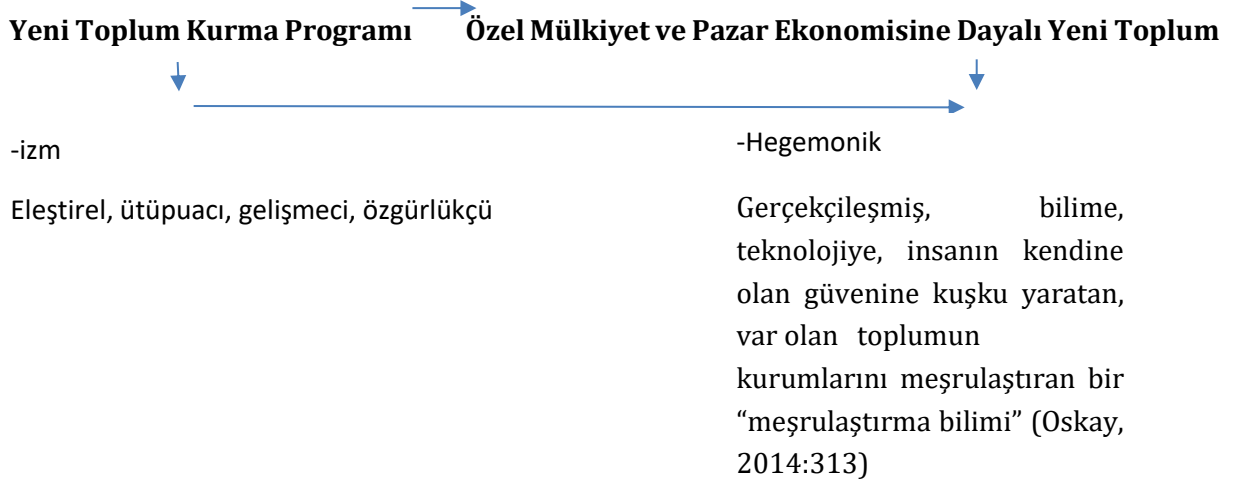 Yeni Toplum Kurma Programı Özel Mülkiyet ve Pazar Ekonomisine Dayalı Yeni Toplum
-izm
Eleştirel, ütüpuacı, gelişmeci, özgürlükçü
-Hegemonik
Gerçekçileşmiş, bilime,
teknolojiye, insanın kendine
olan güvenine kuşku yaratan,
var olan toplumun
kurumlarını meşrulaştıran bir
“meşrulaştırma bilimi” (Oskay,
2014:313)